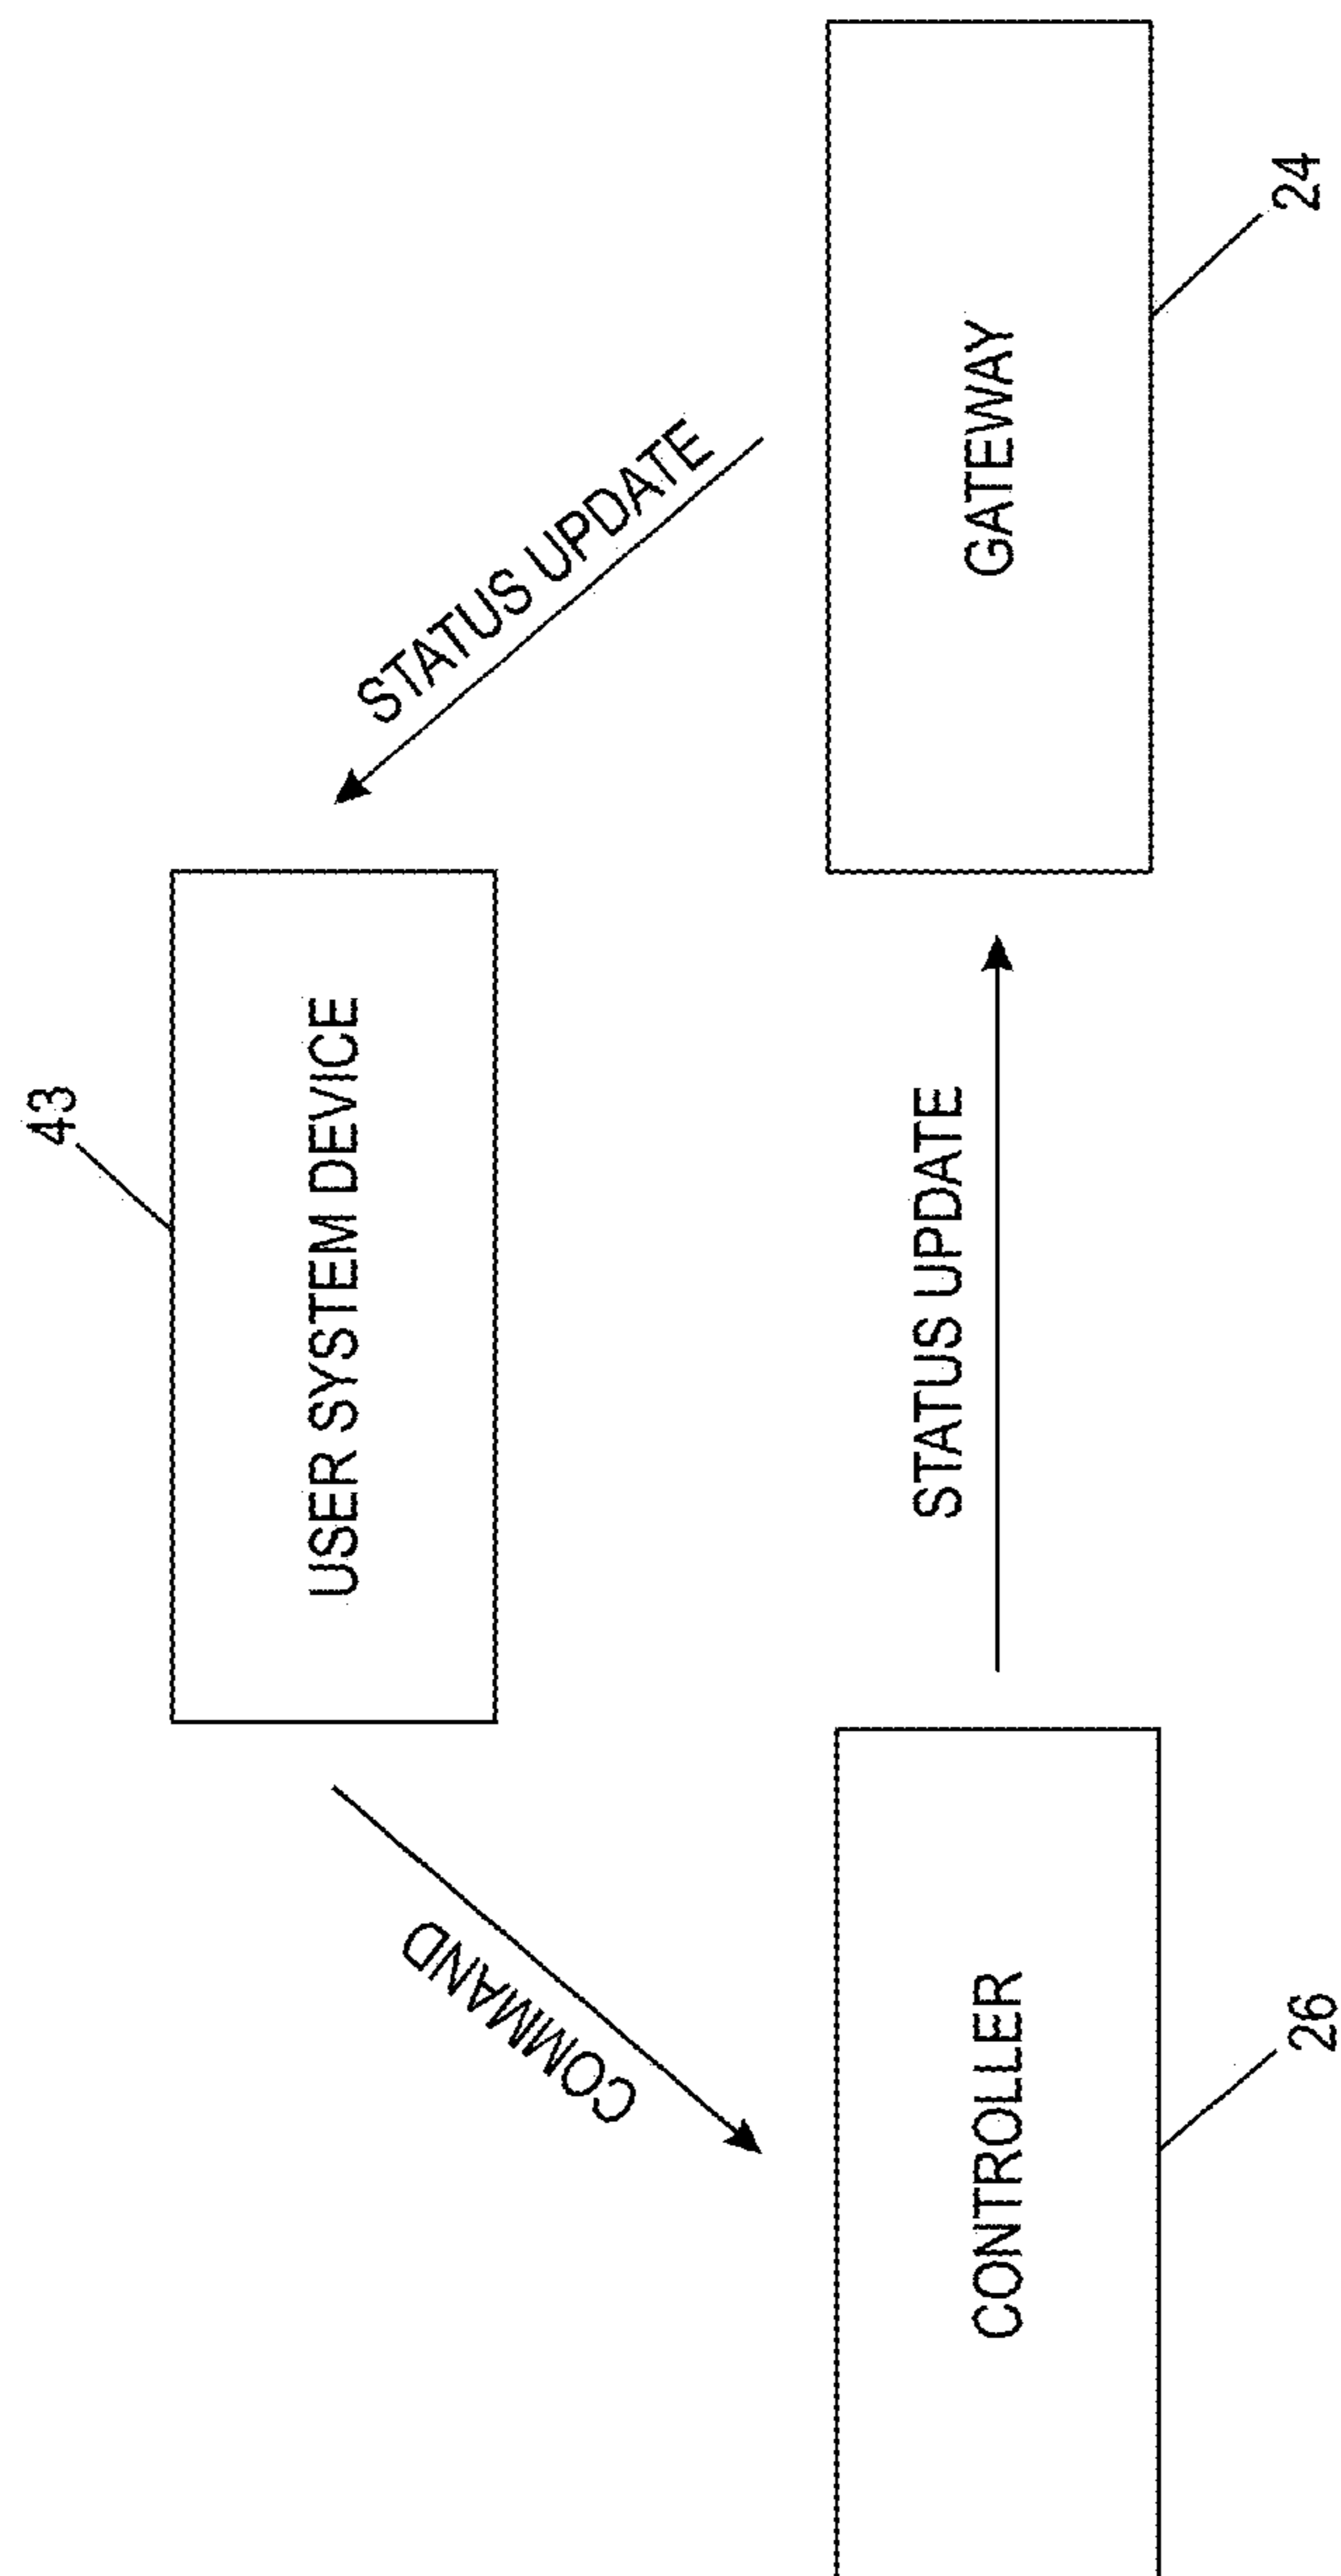 43
USER SYSTEM DEVICE
COMMAND
STATUS UPDATE
STATUS UPDATE
CONTROLLER
GATEWAY
26
24